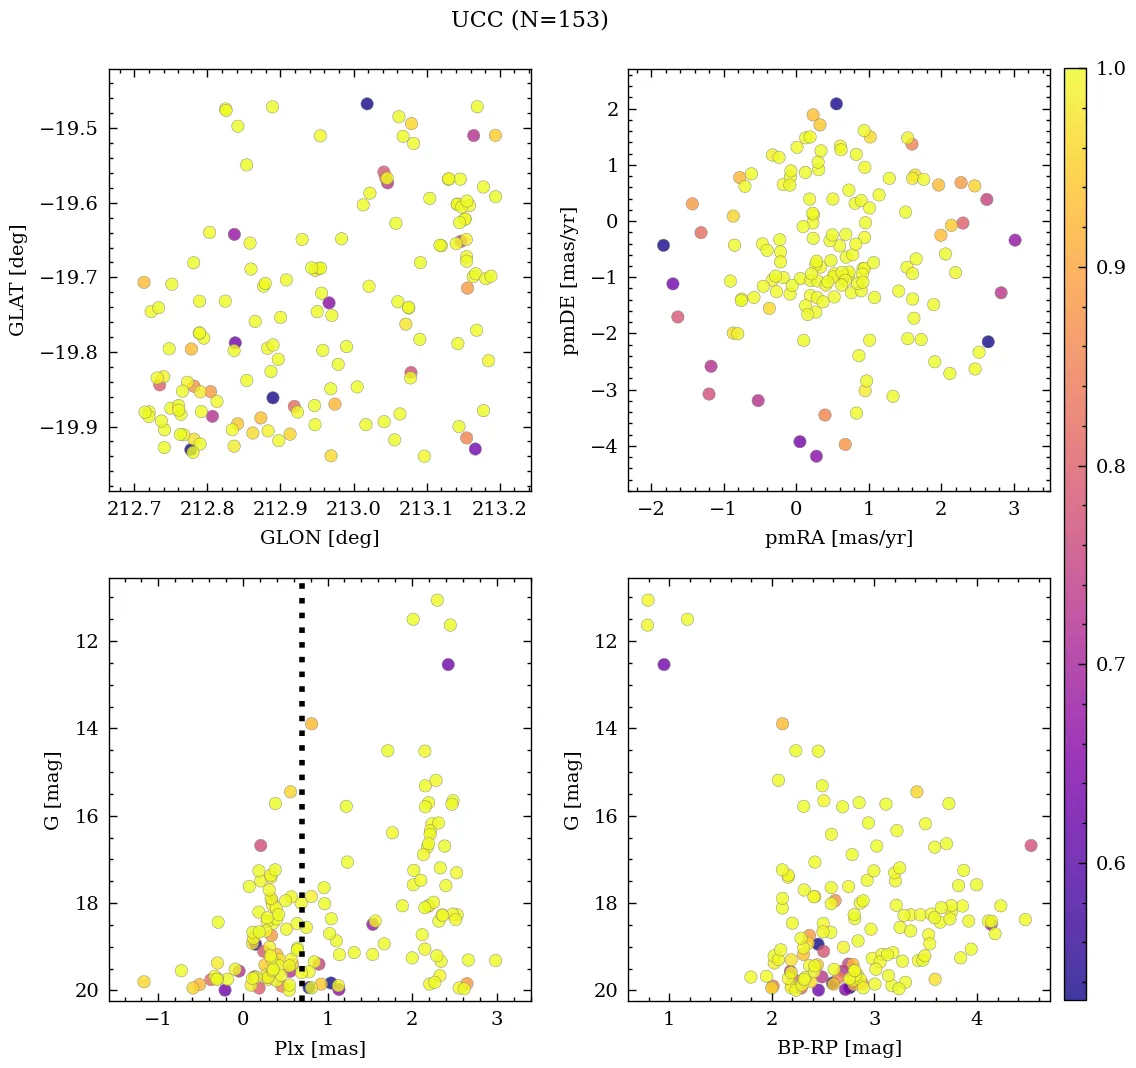 UCC (N=153)
−19.5
−19.6
−19.7
−19.8
−19.9
GLAT [deg]
212.7 212.8 212.9 213.0 213.1 213.2
GLON [deg]
2
1
0
−1
−2
−3
−4
pmDE [mas/yr]
−2 −1 0 1 2 3
pmRA [mas/yr]
1.0
0.9
0.8
0.7
0.6
12
14
16
18
20
G [mag]
−1 0 1 2 3
Plx [mas]
12
14
16
18
20
G [mag]
1 2 3 4
BP-RP [mag]